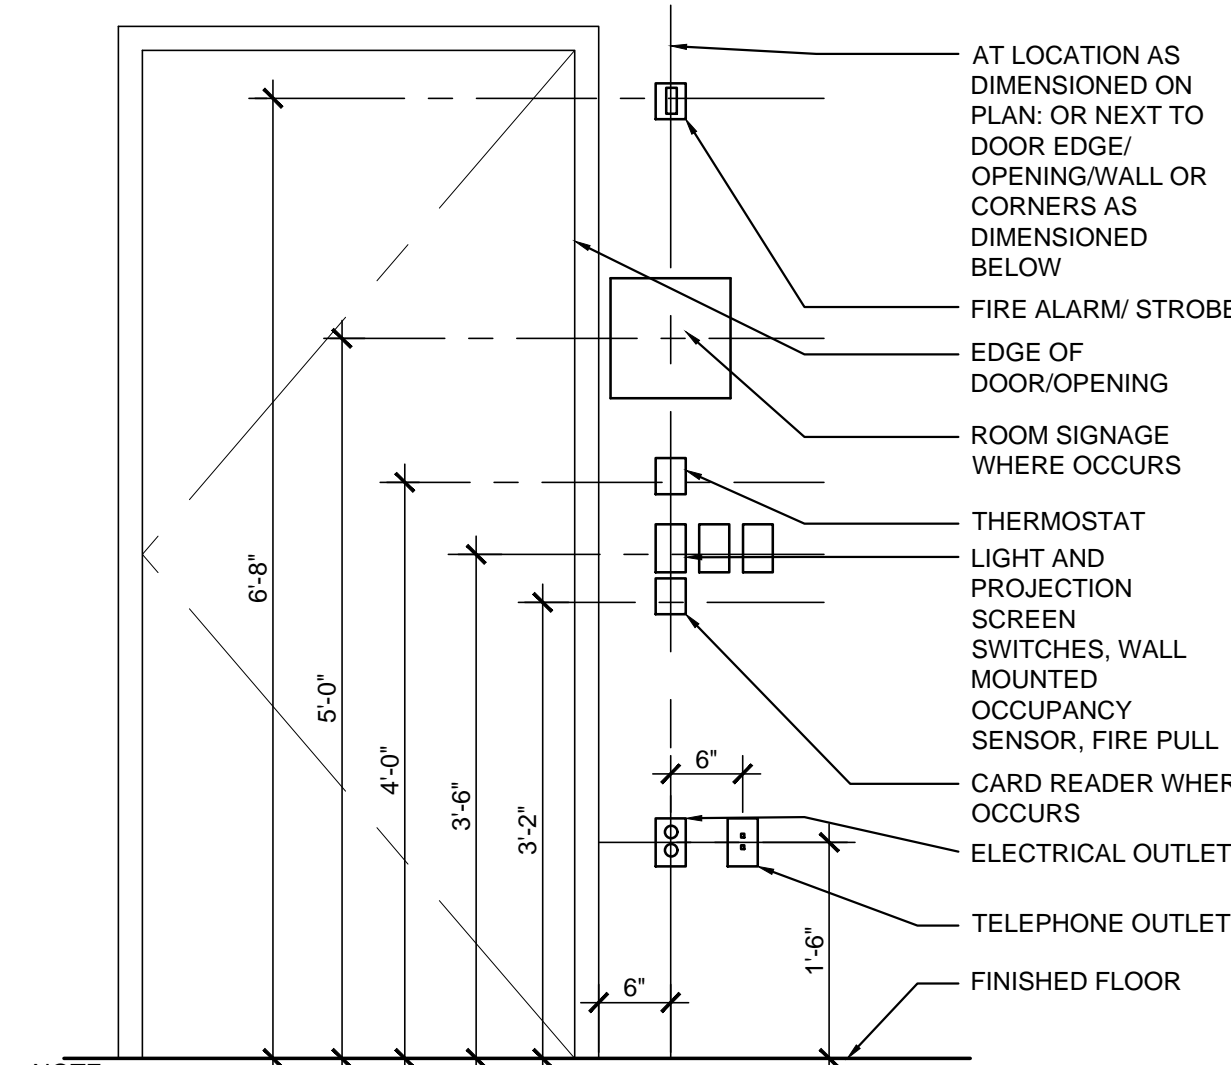 AT LOCATION AS
DIMENSIONED ON
PLAN: OR NEXT TO
DOOR EDGE/
OPENING/WALL OR
CORNERS AS
DIMENSIONED
BELOW
FIRE ALARM/ STROBE
EDGE OF
DOOR/OPENING
ROOM SIGNAGE
WHERE OCCURS
THERMOSTAT
LIGHT AND
PROJECTION
SCREEN
SWITCHES, WALL
MOUNTED
OCCUPANCY
SENSOR, FIRE PULL
CARD READER WHER
OCCURS
ELECTRICAL OUTLET
TELEPHONE OUTLET
FINISHED FLOOR
6'-8"
5'-0"
4'-0"
3'-6"
3'-2"
6"
1'-6"
6"